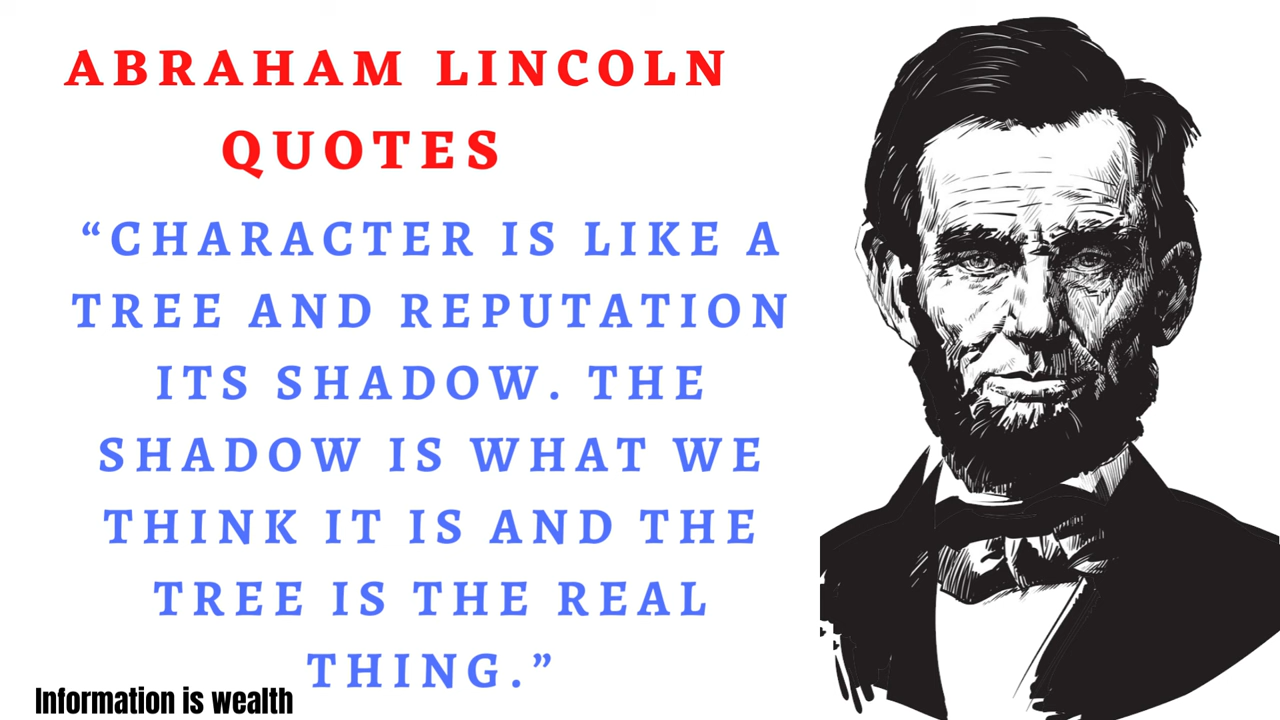 ABRAHAM LINCOLN
QUOTES
“CHARACTER IS LIKE A
TREE AND REPUTATION
ITS SHADOW. THE
SHADOW IS WHAT WE
THINK IT IS AND THE
TREE IS THE REAL
THING.”
Information is wealth